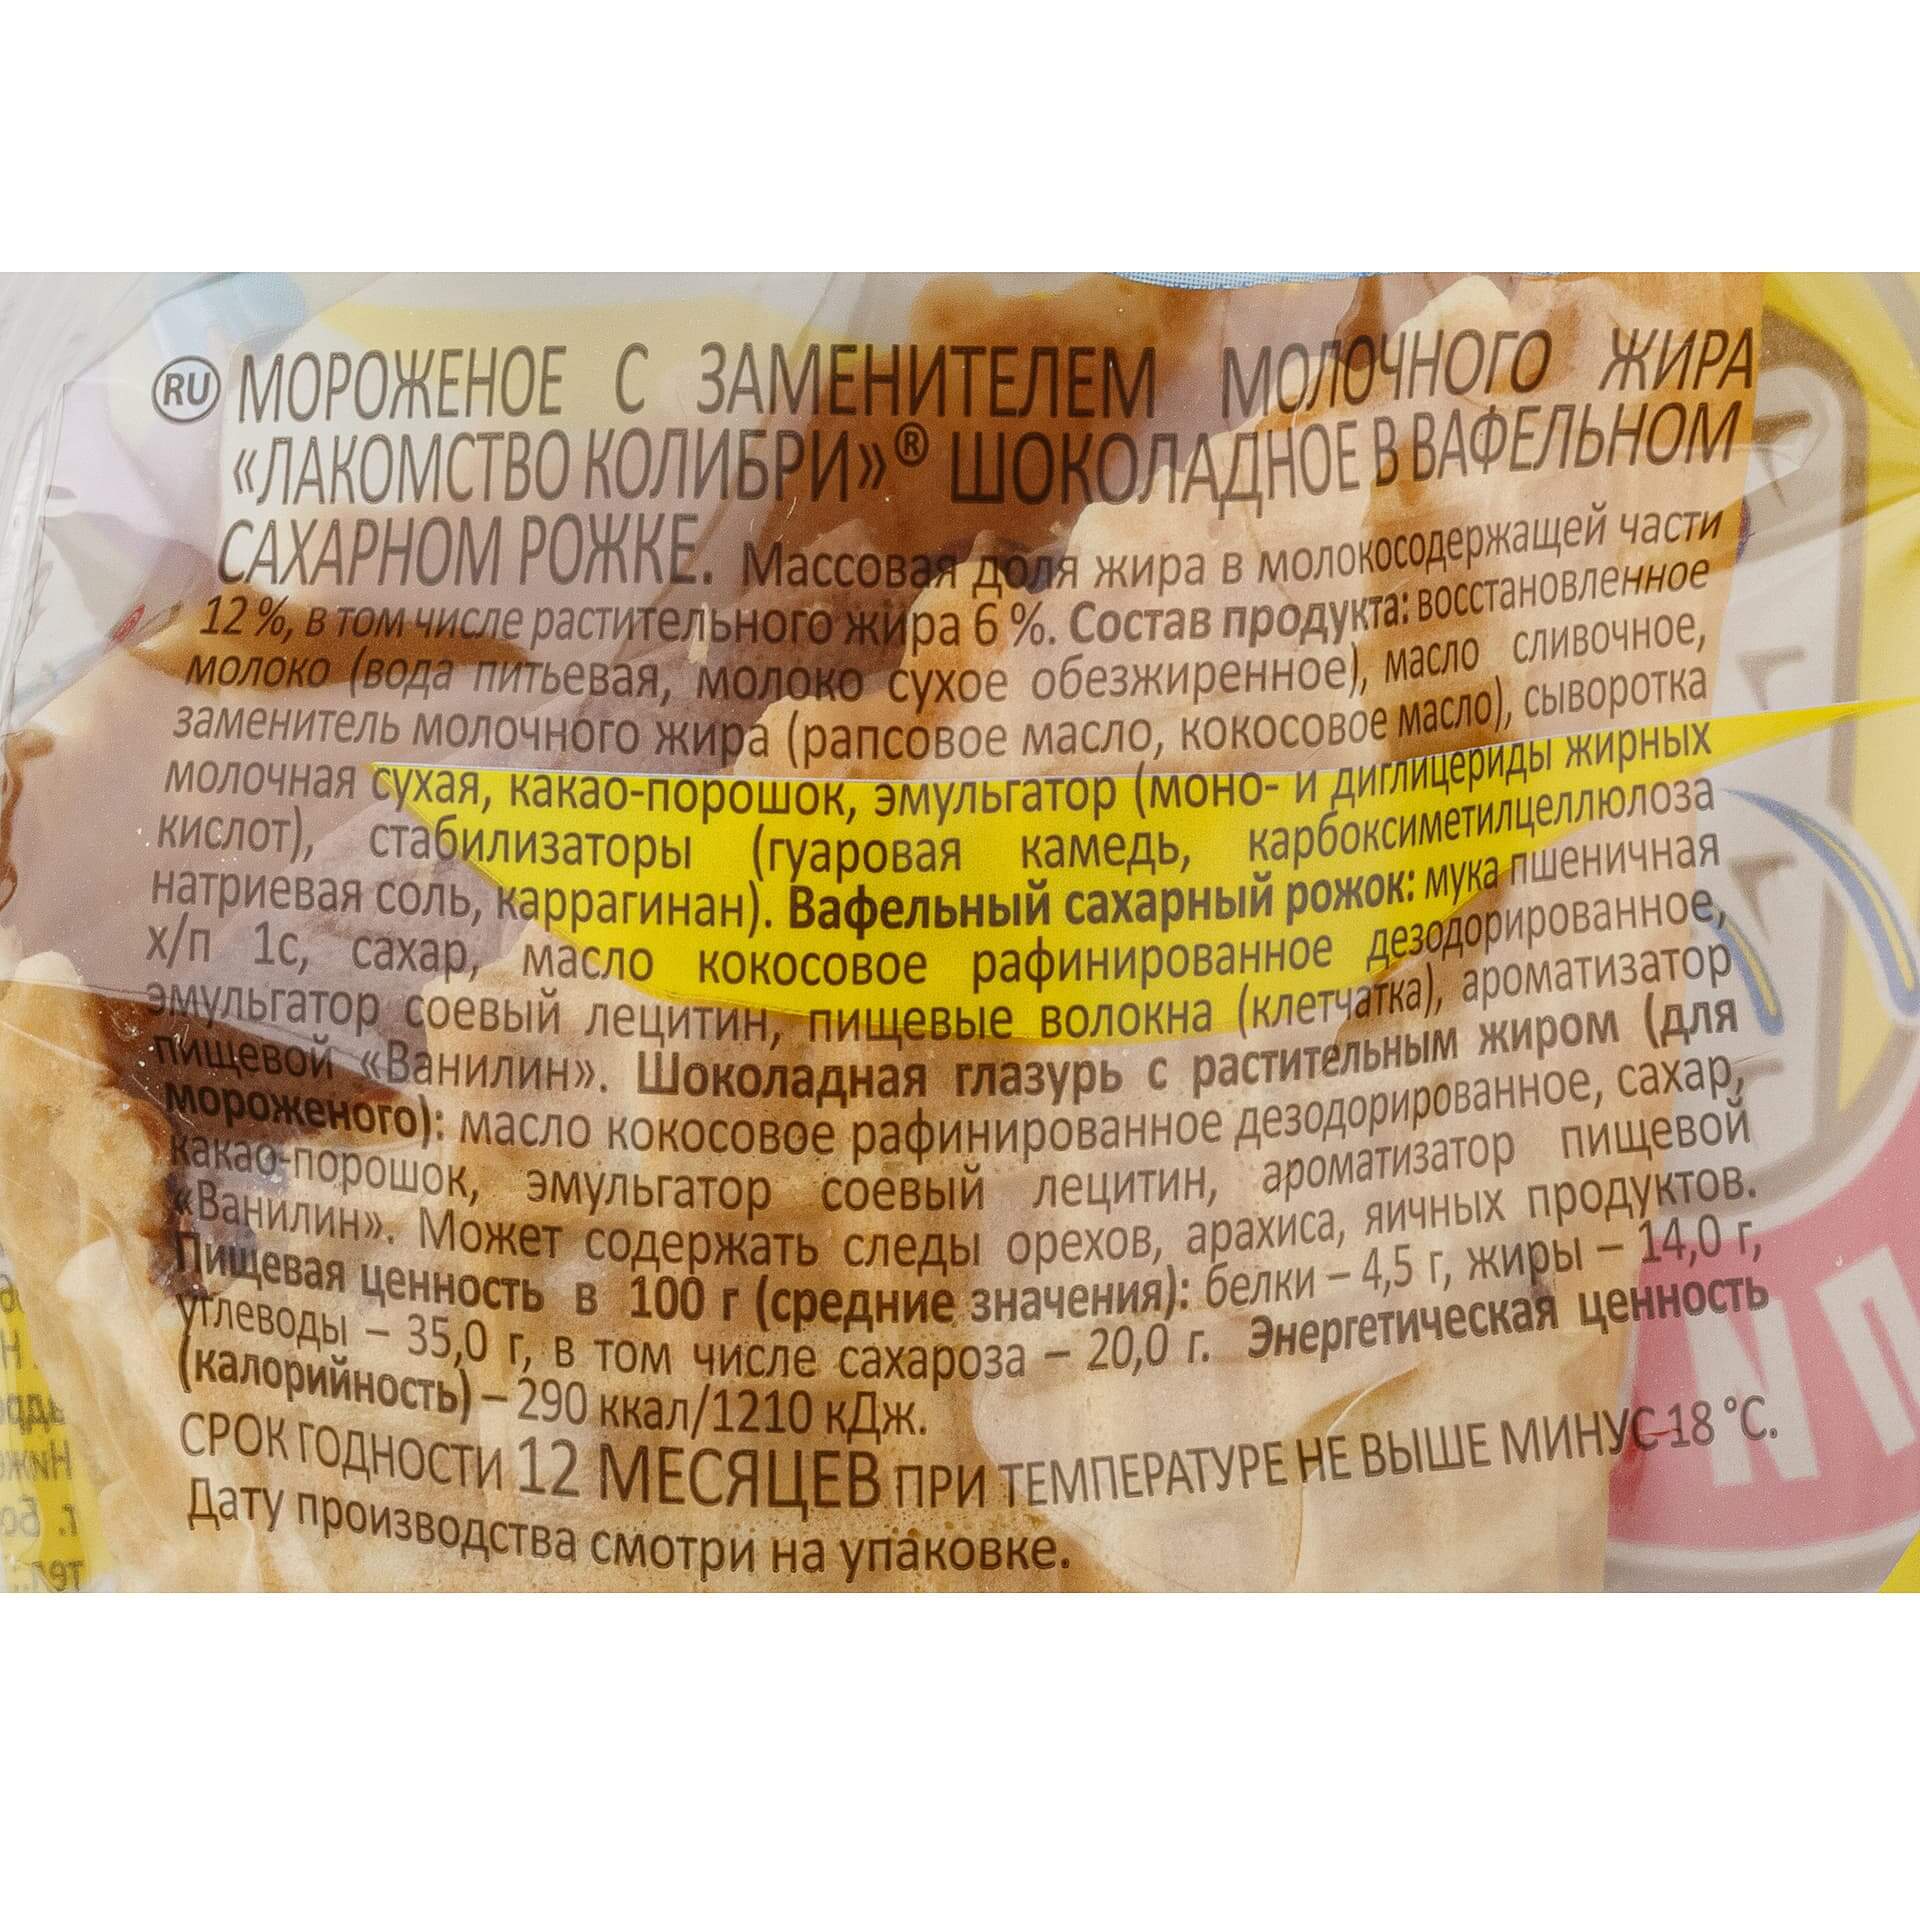 RU МОРОЖЕНОЕ С ЗАМЕНИТЕЛЕМ МОЛОЧНОГО ЖИРА
«ЛАКОМСТВО КОЛИБРИ»® ШОКОЛАДНОЕ В ВАФЕЛЬНОМ
САХАРНОМ РОЖКЕ. Массовая доля жира в молокосодержащей части
12 %, в том числе растительного жира 6 %. Состав продукта: восстановленное
молоко (вода питьевая, молоко сухое обезжиренное), масло сливочное,
заменитель молочного жира (рапсовое масло, кокосовое масло), сыворотка
молочная сухая, какао-порошок, эмульгатор (моно- и диглицериды жирных
кислот), стабилизаторы (гуаровая камедь, карбоксиметилцеллюлоза
натриевая соль, каррагинан). Вафельный сахарный рожок: мука пшеничная
х/п 1с, сахар, масло кокосовое рафинированное дезодорированное,
эмульгатор соевый лецитин, пищевые волокна (клетчатка), ароматизатор
пищевой «Ванилин». Шоколадная глазурь с растительным жиром (для
мороженого): масло кокосовое рафинированное дезодорированное, сахар,
какао-порошок, эмульгатор соевый лецитин, ароматизатор пищевой
«Ванилин». Может содержать следы орехов, арахиса, яичных продуктов.
Пищевая ценность в 100 г (средние значения): белки – 4,5 г, жиры – 14,0 г,
углеводы – 35,0 г, в том числе сахароза – 20,0 г. Энергетическая ценность
(калорийность) – 290 ккал/1210 кДж.
СРОК ГОДНОСТИ 12 МЕСЯЦЕВ ПРИ ТЕМПЕРАТУРЕ НЕ ВЫШЕ МИНУС 18 °С.
Дату производства смотри на упаковке.